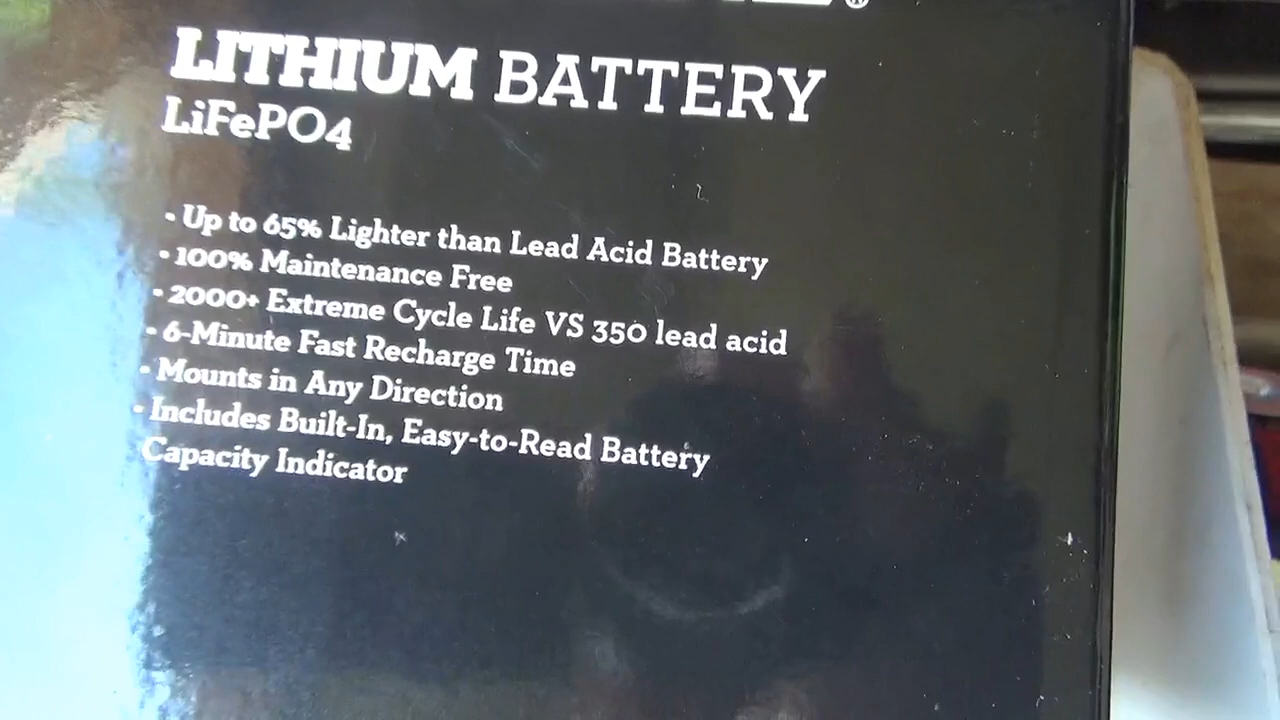 LITHIUM BATTERY
LiFePO4
- Up to 65% Lighter than Lead Acid Battery
- 100% Maintenance Free
- 2000+ Extreme Cycle Life VS 350 lead acid
- 6-Minute Fast Recharge Time
- Mounts in Any Direction
- Includes Built-In, Easy-to-Read Battery
Capacity Indicator